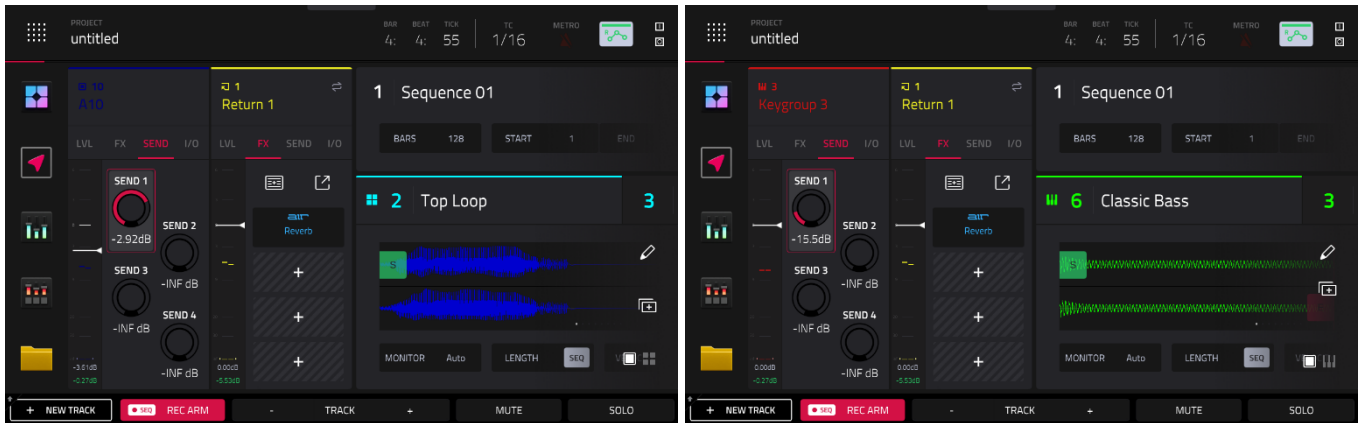 PROJECT
untitled
BAR BEAT TICK TC METRO
4: 4: 55 1/16
10
A10
1
Return 1
1 Sequence 01
BARS 128 START 1 END
LVL FX SEND I/O LVL FX SEND I/O
SEND 1
-2.92dB
SEND 2
-INF dB
SEND 3
-INF dB
SEND 4
-INF dB
air
Reverb
+
+
+
2 Top Loop 3
S
MONITOR Auto LENGTH SEQ
-3.61dB
-0.27dB
0.00dB
-5.53dB
+ NEW TRACK SEQ REC ARM - TRACK + MUTE SOLO
PROJECT
untitled
BAR BEAT TICK TC METRO
4: 4: 55 1/16
3
Keygroup 3
1
Return 1
1 Sequence 01
BARS 128 START 1 END
LVL FX SEND I/O LVL FX SEND I/O
SEND 1
-15.5dB
SEND 2
-INF dB
SEND 3
-INF dB
SEND 4
-INF dB
air
Reverb
+
+
+
6 Classic Bass 3
S
MONITOR Auto LENGTH SEQ
0.00dB
-0.27dB
0.00dB
-5.53dB
+ NEW TRACK SEQ REC ARM - TRACK + MUTE SOLO